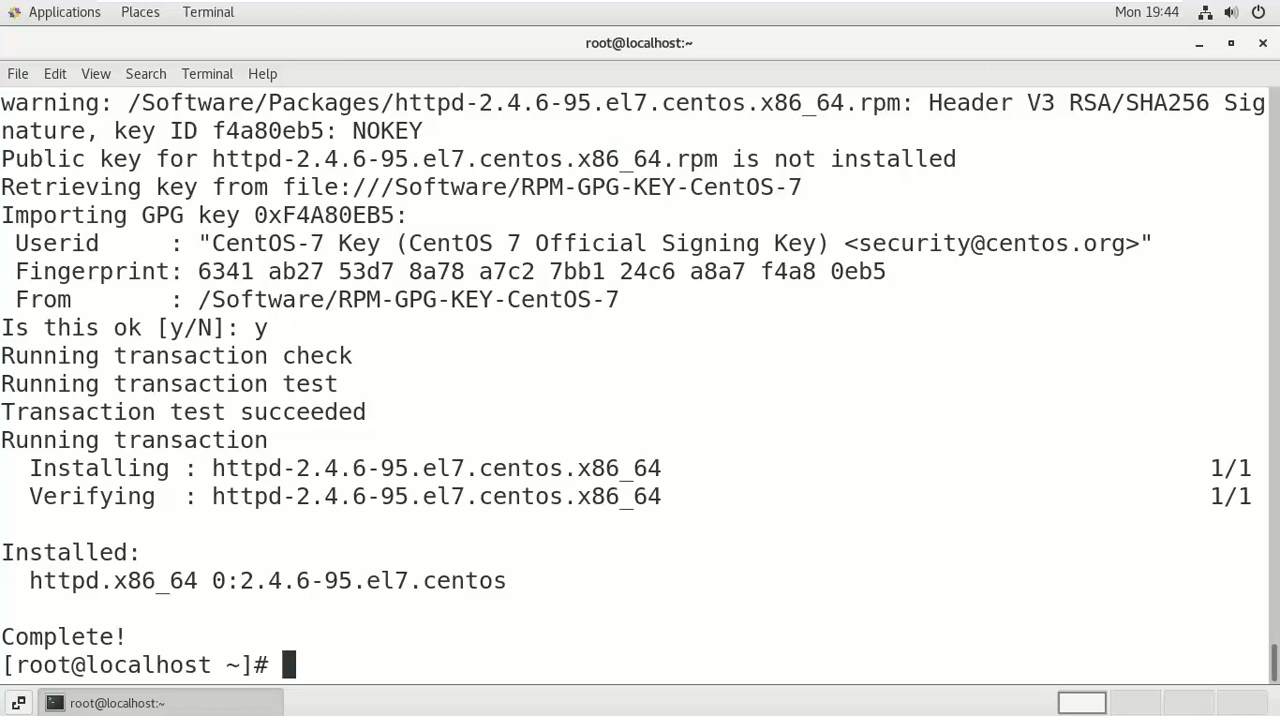 Applications Places Terminal Mon 19:44
root@localhost:~
File Edit View Search Terminal Help
warning: /Software/Packages/httpd-2.4.6-95.el7.centos.x86_64.rpm: Header V3 RSA/SHA256 Sig
nature, key ID f4a80eb5: NOKEY
Public key for httpd-2.4.6-95.el7.centos.x86_64.rpm is not installed
Retrieving key from file:///Software/RPM-GPG-KEY-CentOS-7
Importing GPG key 0xF4A80EB5:
 Userid     : "CentOS-7 Key (CentOS 7 Official Signing Key) <security@centos.org>"
 Fingerprint: 6341 ab27 53d7 8a78 a7c2 7bb1 24c6 a8a7 f4a8 0eb5
 From       : /Software/RPM-GPG-KEY-CentOS-7
Is this ok [y/N]: y
Running transaction check
Running transaction test
Transaction test succeeded
Running transaction
  Installing : httpd-2.4.6-95.el7.centos.x86_64 1/1
  Verifying  : httpd-2.4.6-95.el7.centos.x86_64 1/1
Installed:
  httpd.x86_64 0:2.4.6-95.el7.centos
Complete!
[root@localhost ~]#
root@localhost:~